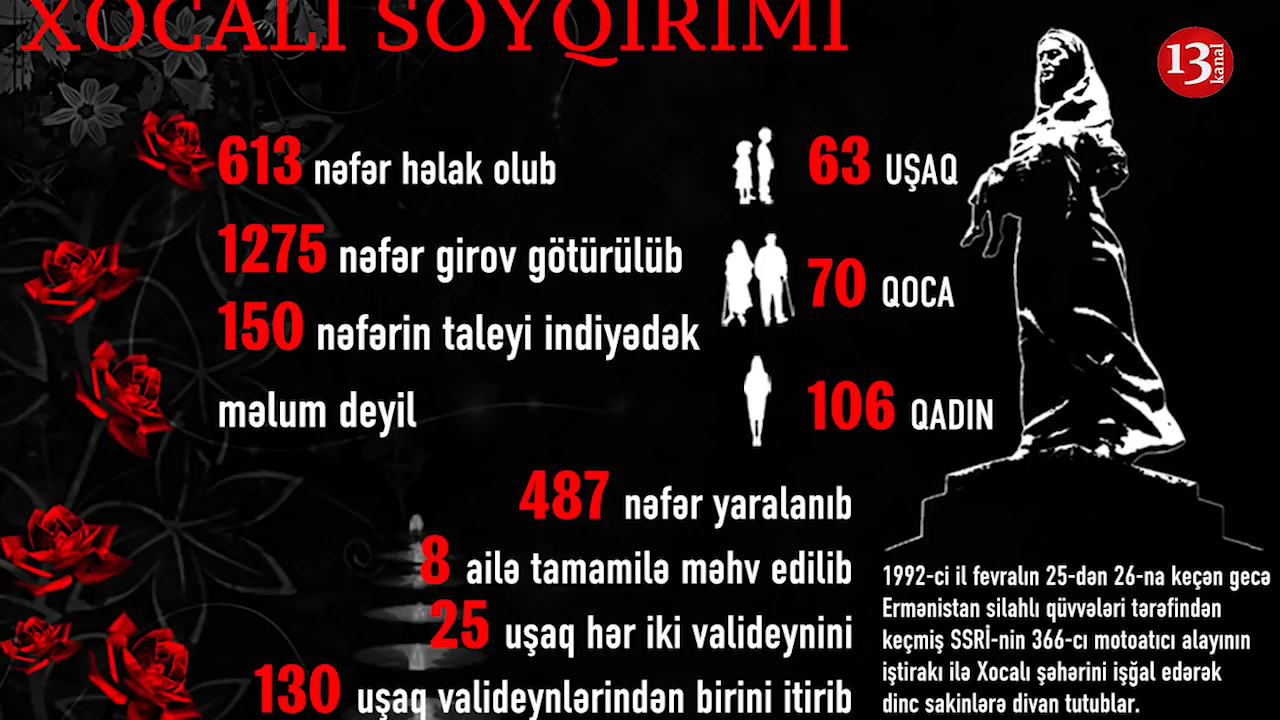 XOCALI SOYQIRIMI
13 kanal
613 nəfər həlak olub
1275 nəfər girov götürülüb
150 nəfərin taleyi indiyədək
məlum deyil
63 UŞAQ
70 QOCA
106 QADIN
487 nəfər yaralanıb
8 ailə tamamilə məhv edilib
25 uşaq hər iki valideynini
130 uşaq valideynlərindən birini itirib
1992-ci il fevralın 25-dən 26-na keçən gecə
Ermənistan silahlı qüvvələri tərəfindən
keçmiş SSRİ-nin 366-cı motoatıcı alayının
iştirakı ilə Xocalı şəhərini işğal edərək
dinc sakinlərə divan tutublar.